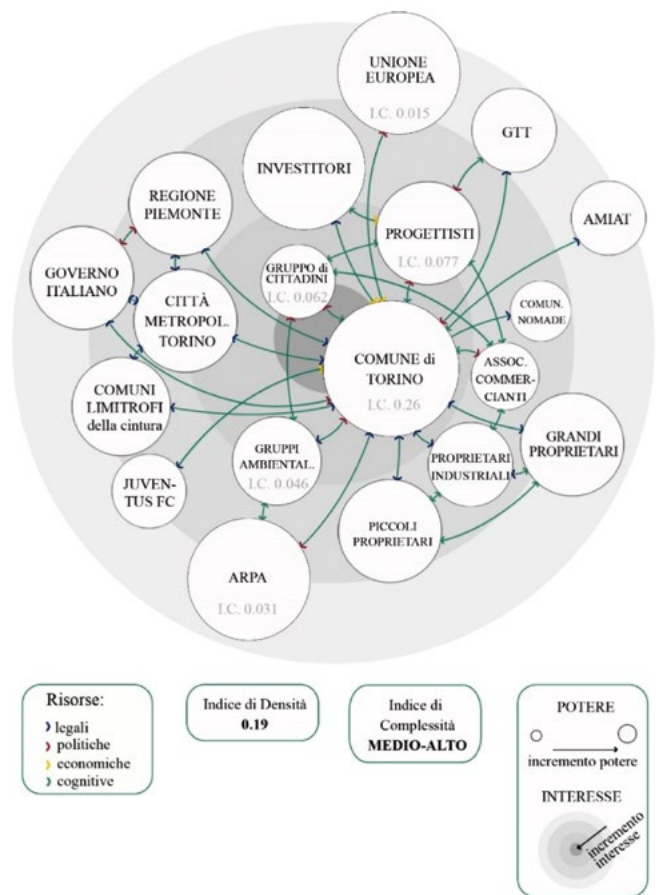 UNIONE
EUROPEA
I.C. 0.015
GTT
INVESTITORI
REGIONE
PIEMONTE
PROGETTISTI
I.C. 0.077
AMIAT
GOVERNO
ITALIANO
GRUPPO di
CITTADINI
I.C. 0.062
CITTÀ
METROPOL.
TORINO
COMUN.
NOMADE
COMUNE di
TORINO
I.C. 0.26
ASSOC.
COMMER-
CIANTI
COMUNI
LIMITROFI
della cintura
GRANDI
PROPRIETARI
GRUPPI
AMBIENTAL.
I.C. 0.046
PROPRIETARI
INDUSTRIALI
JUVEN-
TUS FC
PICCOLI
PROPRIETARI
ARPA
I.C. 0.031
Risorse:
legali
politiche
economiche
cognitive
Indice di Densità
0.19
Indice di
Complessità
MEDIO-ALTO
POTERE
incremento potere
INTERESSE
incremento
interesse